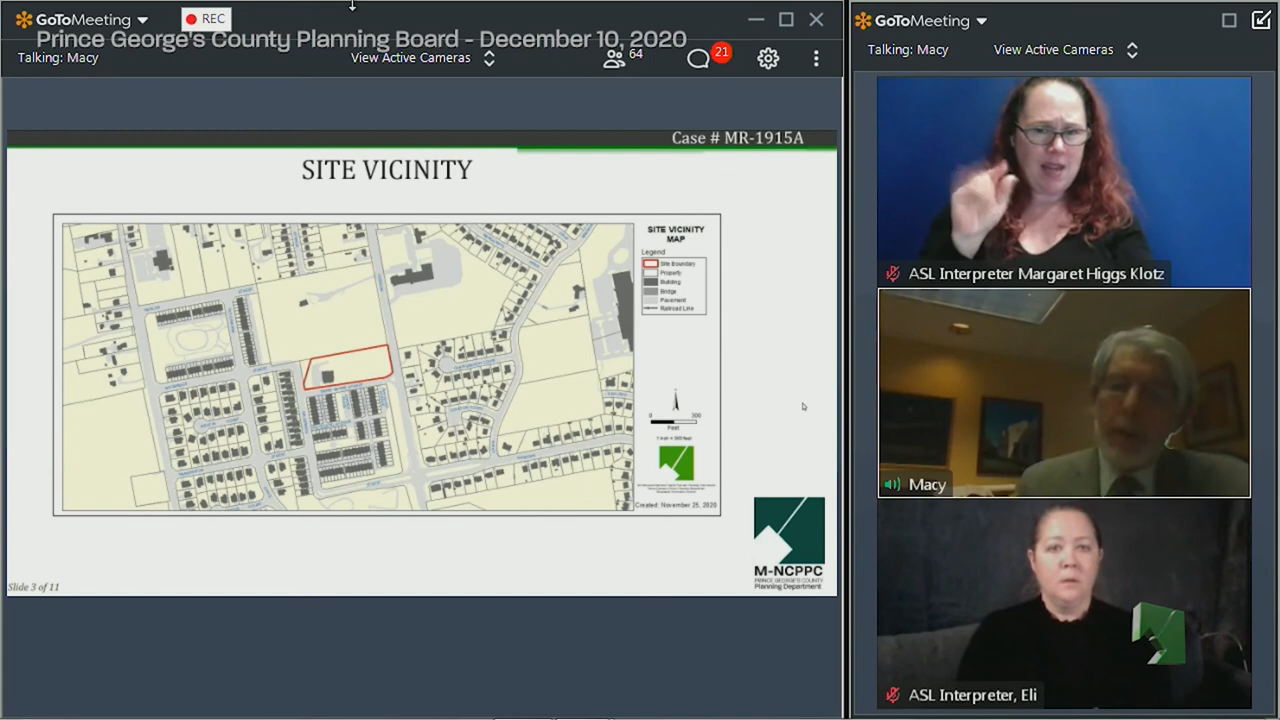 GoToMeeting
REC
Prince George's County Planning Board - December 10, 2020
Talking: Macy
View Active Cameras
64
21
Case # MR-1915A
SITE VICINITY
SITE VICINITY
MAP
Legend
Site Boundary
Property
Building
Bridge
Pavement
Railroad Line
0 300
Feet
Created: November 25, 2020
M-NCPPC
PRINCE GEORGE'S COUNTY
Planning Department
Slide 3 of 11
GoToMeeting
Talking: Macy
View Active Cameras
ASL Interpreter Margaret Higgs Klotz
Macy
ASL Interpreter, Eli